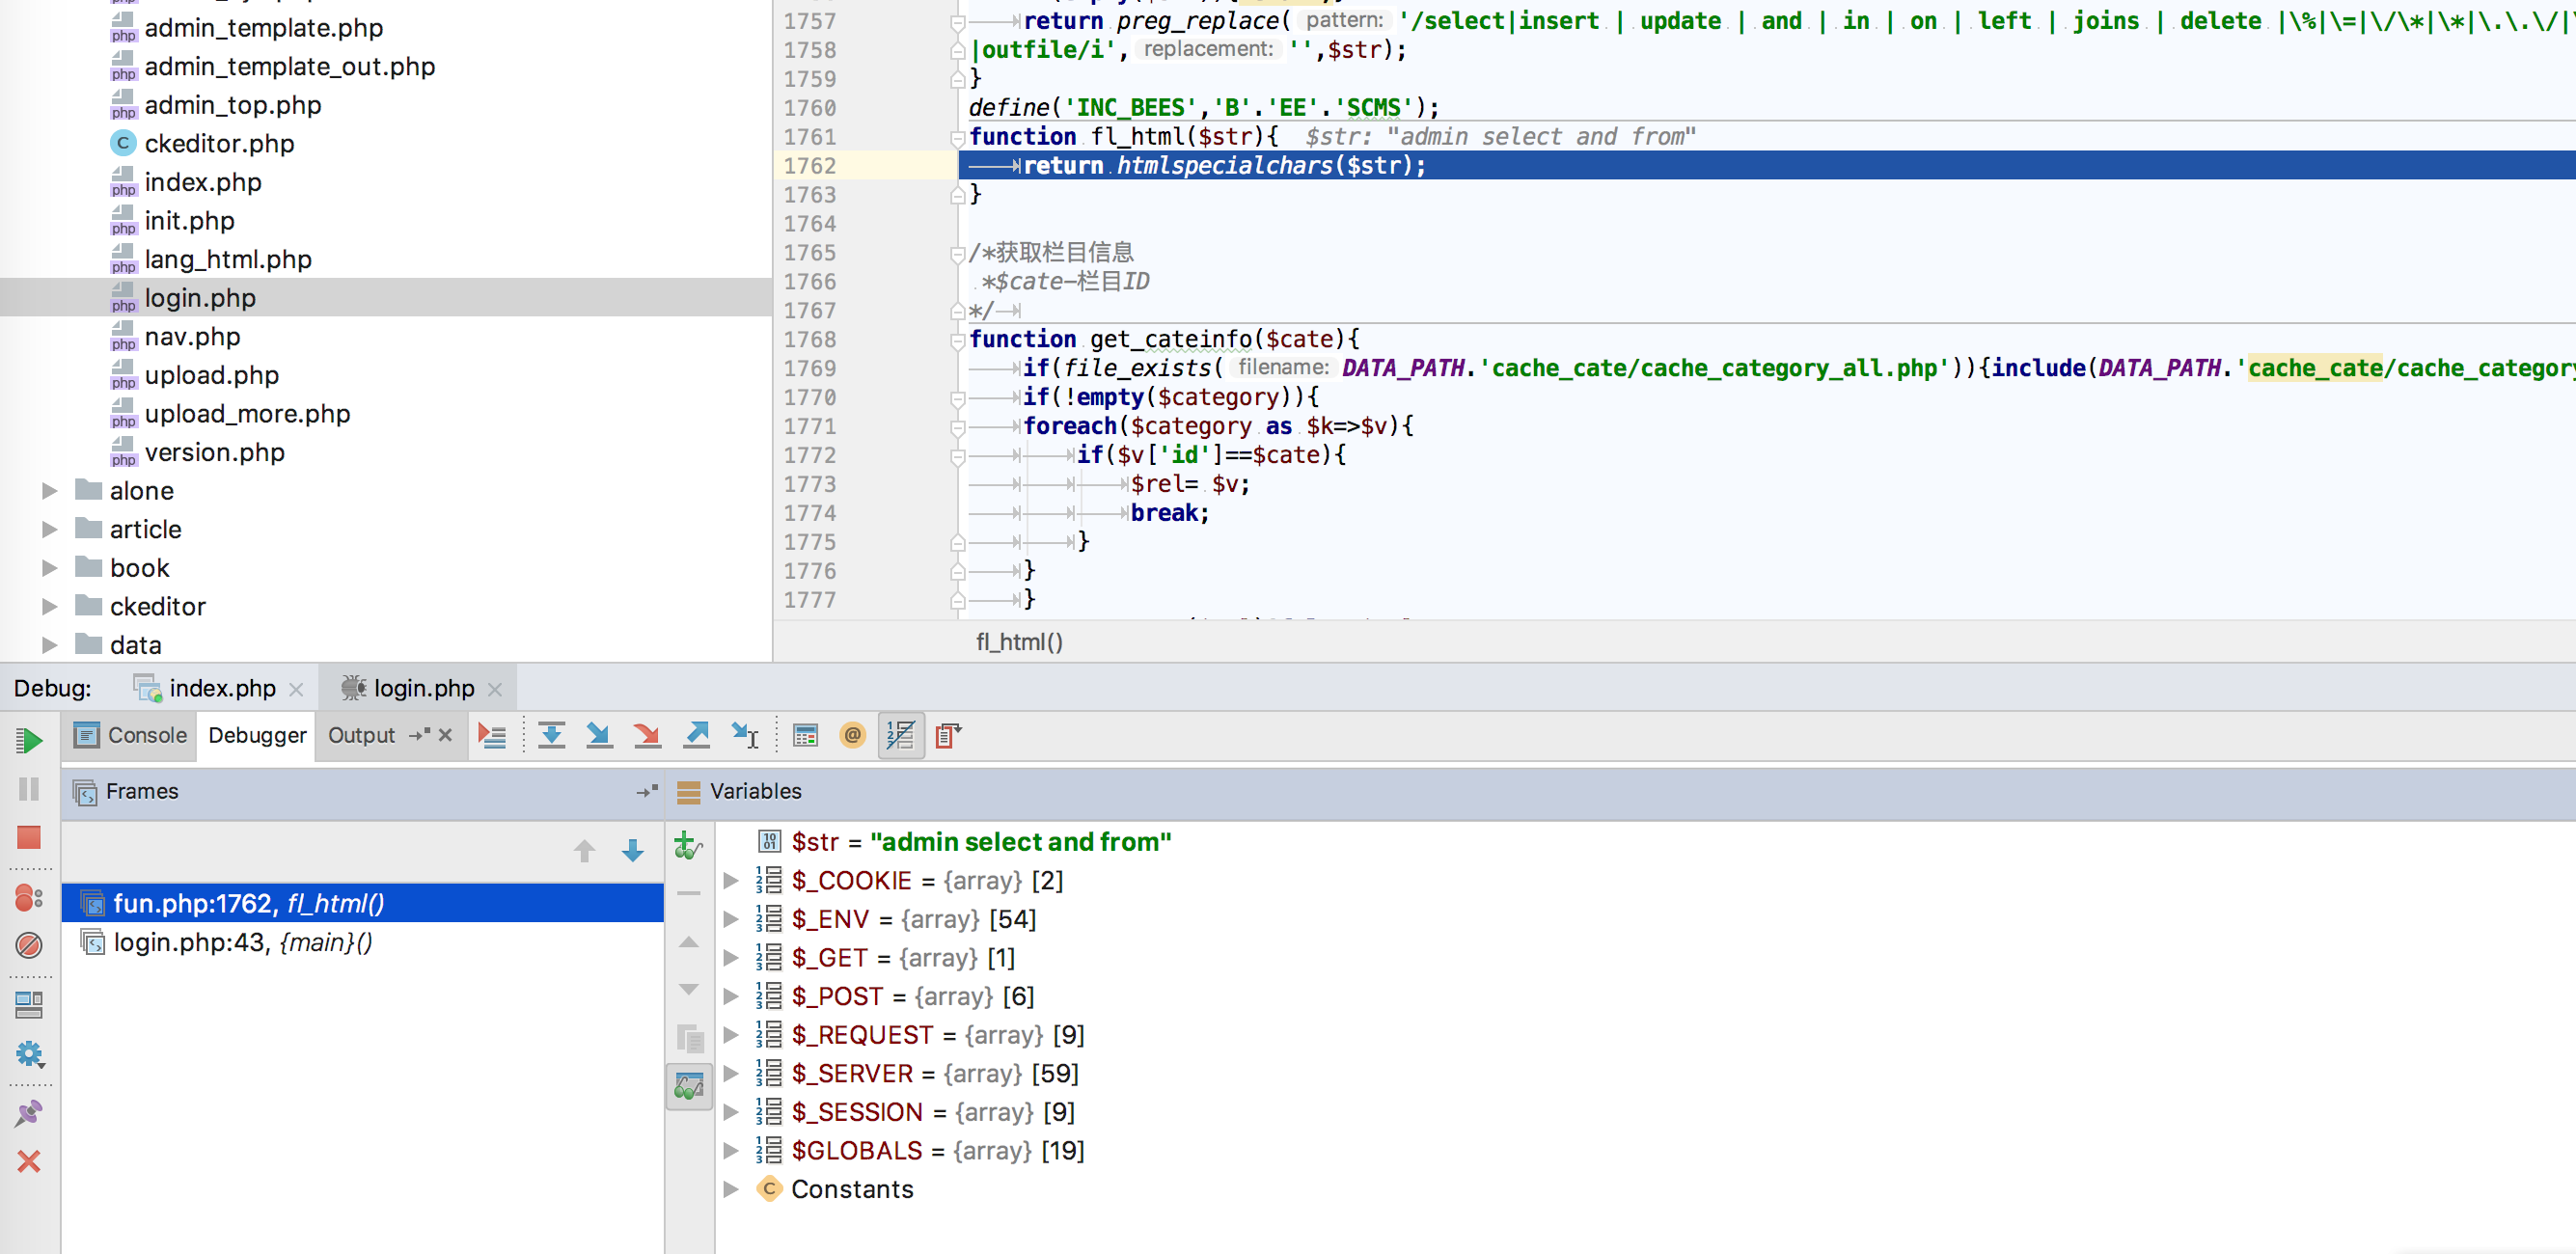 admin_template.php
admin_template_out.php
admin_top.php
ckeditor.php
index.php
init.php
lang_html.php
login.php
nav.php
upload.php
upload_more.php
version.php
alone
article
book
ckeditor
data
1757 return preg_replace( pattern: '/select|insert | update | and | in | on | left | joins | delete |\%|\=|\/\*|\*|\.\.\/|
1758 |outfile/i', replacement: '',$str);
1759 }
1760 define('INC_BEES','B'.'EE'.'SCMS');
1761 function fl_html($str){ $str: "admin select and from"
1762 return htmlspecialchars($str);
1763 }
1764
1765 /*获取栏目信息
1766 *$cate-栏目ID
1767 */
1768 function get_cateinfo($cate){
1769 if(file_exists( filename: DATA_PATH.'cache_cate/cache_category_all.php')){include(DATA_PATH.'cache_cate/cache_category
1770 if(!empty($category)){
1771 foreach($category as $k=>$v){
1772 if($v['id']==$cate){
1773 $rel= $v;
1774 break;
1775 }
1776 }
1777 }
fl_html()
Debug: index.php login.php
Console Debugger Output
Frames
Variables
fun.php:1762, fl_html()
login.php:43, {main}()
$str = "admin select and from"
$_COOKIE = {array} [2]
$_ENV = {array} [54]
$_GET = {array} [1]
$_POST = {array} [6]
$_REQUEST = {array} [9]
$_SERVER = {array} [59]
$_SESSION = {array} [9]
$GLOBALS = {array} [19]
Constants